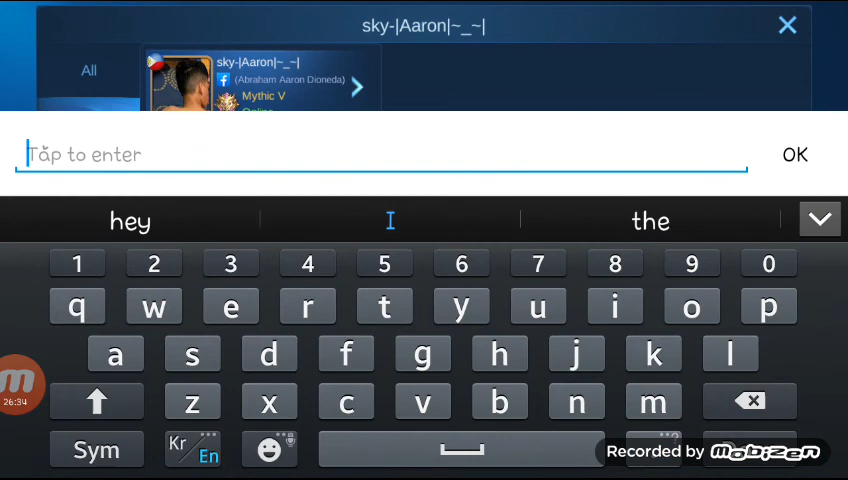 sky-|Aaron|~_~|
All
sky-|Aaron|~_~|
(Abraham Aaron Dioneda)
Mythic V
Online
Tap to enter
OK
hey I the
1 2 3 4 5 6 7 8 9 0
q w e r t y u i o p
a s d f g h j k l
26:34
z x c v b n m
Sym Kr En
Recorded by mobizen